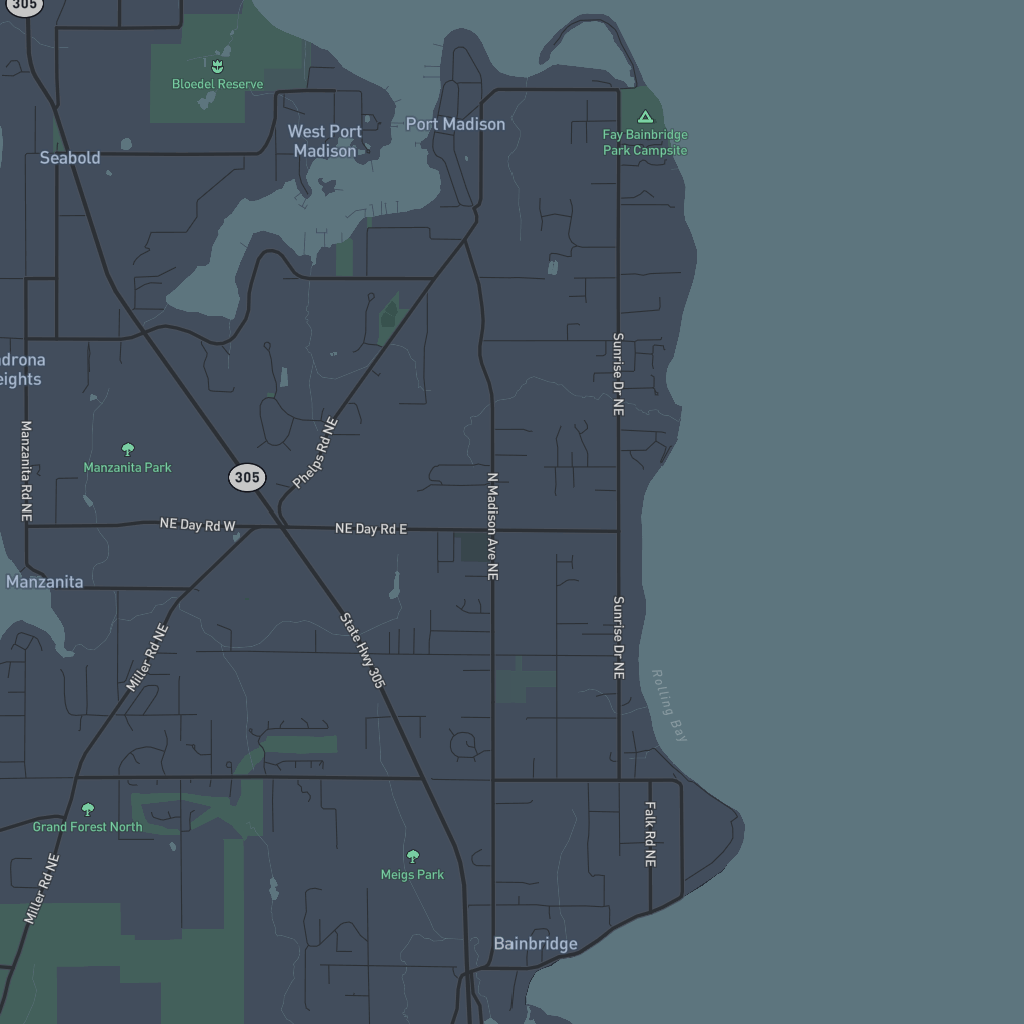 305
Bloedel Reserve
West Port
Madison
Port Madison
Fay Bainbridge
Park Campsite
Seabold
Sunrise Dr NE
Manzanita Rd NE
Manzanita Park
Phelps Rd NE
305
N Madison Ave NE
NE Day Rd W
NE Day Rd E
Manzanita
Miller Rd NE
State Hwy 305
Sunrise Dr NE
Rolling Bay
Grand Forest North
Falk Rd NE
Miller Rd NE
Meigs Park
Bainbridge